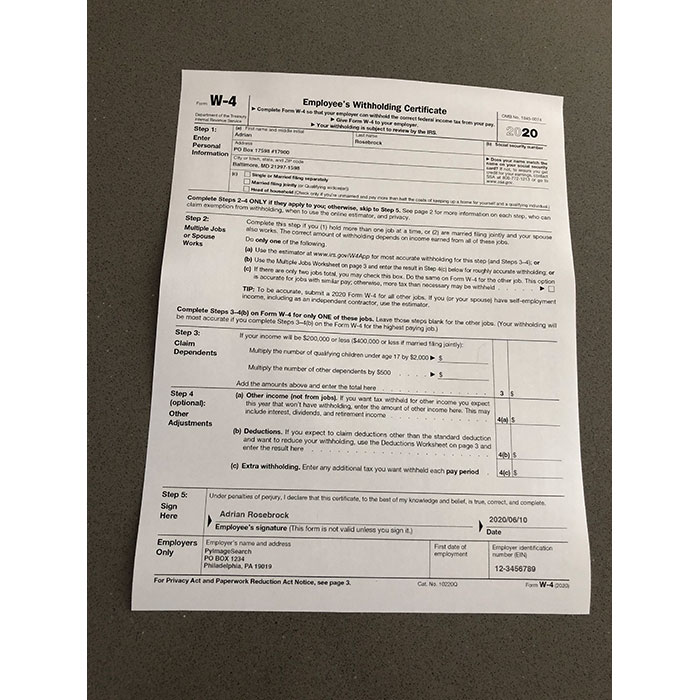 Form W-4
Department of the Treasury
Internal Revenue Service
Employee's Withholding Certificate
▶ Complete Form W-4 so that your employer can withhold the correct federal income tax from your pay.
▶ Give Form W-4 to your employer.
▶ Your withholding is subject to review by the IRS.
OMB No. 1545-0074
2020
Step 1:
Enter
Personal
Information
(a) First name and middle initial
Adrian
Last name
Rosebrock
(b) Social security number
Address
PO Box 17598 #17900
City or town, state, and ZIP code
Baltimore, MD 21297-1598
▶ Does your name match the
name on your social security
card? If not, to ensure you get
credit for your earnings, contact
SSA at 800-772-1213 or go to
www.ssa.gov.
(c) Single or Married filing separately
Married filing jointly (or Qualifying widow(er))
Head of household (Check only if you're unmarried and pay more than half the costs of keeping up a home for yourself and a qualifying individual.)
Complete Steps 2–4 ONLY if they apply to you; otherwise, skip to Step 5. See page 2 for more information on each step, who can
claim exemption from withholding, when to use the online estimator, and privacy.
Step 2:
Multiple Jobs
or Spouse
Works
Complete this step if you (1) hold more than one job at a time, or (2) are married filing jointly and your spouse
also works. The correct amount of withholding depends on income earned from all of these jobs.
Do only one of the following.
(a) Use the estimator at www.irs.gov/W4App for most accurate withholding for this step (and Steps 3–4); or
(b) Use the Multiple Jobs Worksheet on page 3 and enter the result in Step 4(c) below for roughly accurate withholding; or
(c) If there are only two jobs total, you may check this box. Do the same on Form W-4 for the other job. This option
is accurate for jobs with similar pay; otherwise, more tax than necessary may be withheld . . . . . ▶
TIP: To be accurate, submit a 2020 Form W-4 for all other jobs. If you (or your spouse) have self-employment
income, including as an independent contractor, use the estimator.
Complete Steps 3–4(b) on Form W-4 for only ONE of these jobs. Leave those steps blank for the other jobs. (Your withholding will
be most accurate if you complete Steps 3–4(b) on the Form W-4 for the highest paying job.)
Step 3:
Claim
Dependents
If your income will be $200,000 or less ($400,000 or less if married filing jointly):
Multiply the number of qualifying children under age 17 by $2,000 ▶ $
Multiply the number of other dependents by $500 . . . . ▶ $
Add the amounts above and enter the total here . . . . . . . . . . . 3 $
Step 4
(optional):
Other
Adjustments
(a) Other income (not from jobs). If you want tax withheld for other income you expect
this year that won't have withholding, enter the amount of other income here. This may
include interest, dividends, and retirement income . . . . . . . . . . 4(a) $
(b) Deductions. If you expect to claim deductions other than the standard deduction
and want to reduce your withholding, use the Deductions Worksheet on page 3 and
enter the result here . . . . . . . . . . . . . . . . . . . . 4(b) $
(c) Extra withholding. Enter any additional tax you want withheld each pay period . 4(c) $
Step 5:
Sign
Here
Under penalties of perjury, I declare that this certificate, to the best of my knowledge and belief, is true, correct, and complete.
Adrian Rosebrock
Employee's signature (This form is not valid unless you sign it.)
2020/06/10
Date
Employers
Only
Employer's name and address
PyImageSearch
PO BOX 1234
Philadelphia, PA 19019
First date of
employment
Employer identification
number (EIN)
12-3456789
For Privacy Act and Paperwork Reduction Act Notice, see page 3.
Cat. No. 10220Q
Form W-4 (2020)